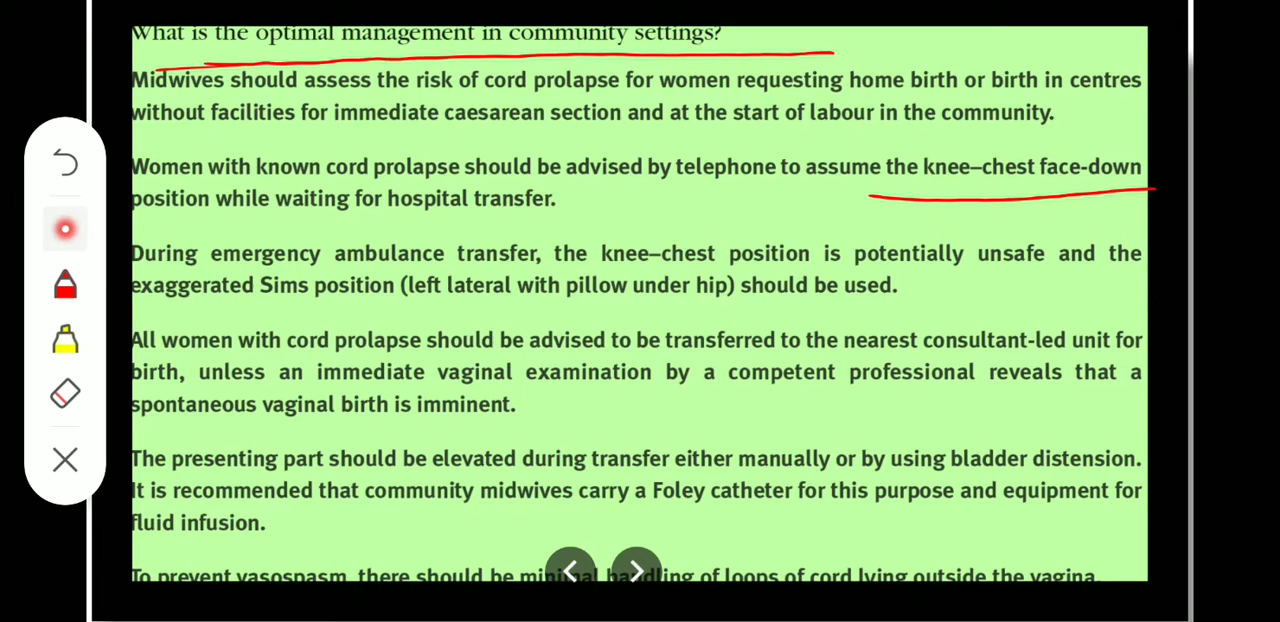 What is the optimal management in community settings?
Midwives should assess the risk of cord prolapse for women requesting home birth or birth in centres
without facilities for immediate caesarean section and at the start of labour in the community.
Women with known cord prolapse should be advised by telephone to assume the knee–chest face-down
position while waiting for hospital transfer.
During emergency ambulance transfer, the knee–chest position is potentially unsafe and the
exaggerated Sims position (left lateral with pillow under hip) should be used.
All women with cord prolapse should be advised to be transferred to the nearest consultant-led unit for
birth, unless an immediate vaginal examination by a competent professional reveals that a
spontaneous vaginal birth is imminent.
The presenting part should be elevated during transfer either manually or by using bladder distension.
It is recommended that community midwives carry a Foley catheter for this purpose and equipment for
fluid infusion.
To prevent vasospasm, there should be minimal handling of loops of cord lying outside the vagina.